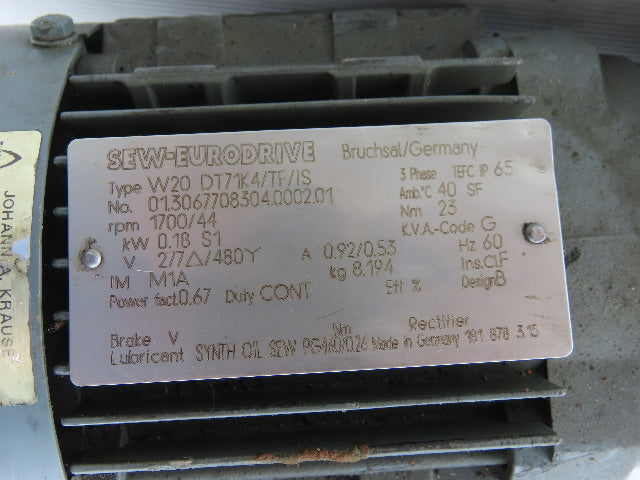 SEW-EURODRIVE Bruchsal/Germany
Type W20 DT71K4/TF/IS 3 Phase TEFC IP 65
No. 01.3067708304.0002.01 Amb.°C 40 SF
rpm 1700/44 Nm 23
kW 0.18 S1 K.V.A.-Code G
V 277△/480Y A 0.92/0.53 Hz 60
IM M1A kg 8.194 Ins.Cl.F
Power fact.0.67 Duty CONT Eff % Design B
Brake V Nm Rectifier
Lubricant SYNTH OIL SEW PG460/0.26 Made in Germany 181 878 3.15
JOHANN A. KRAUSE